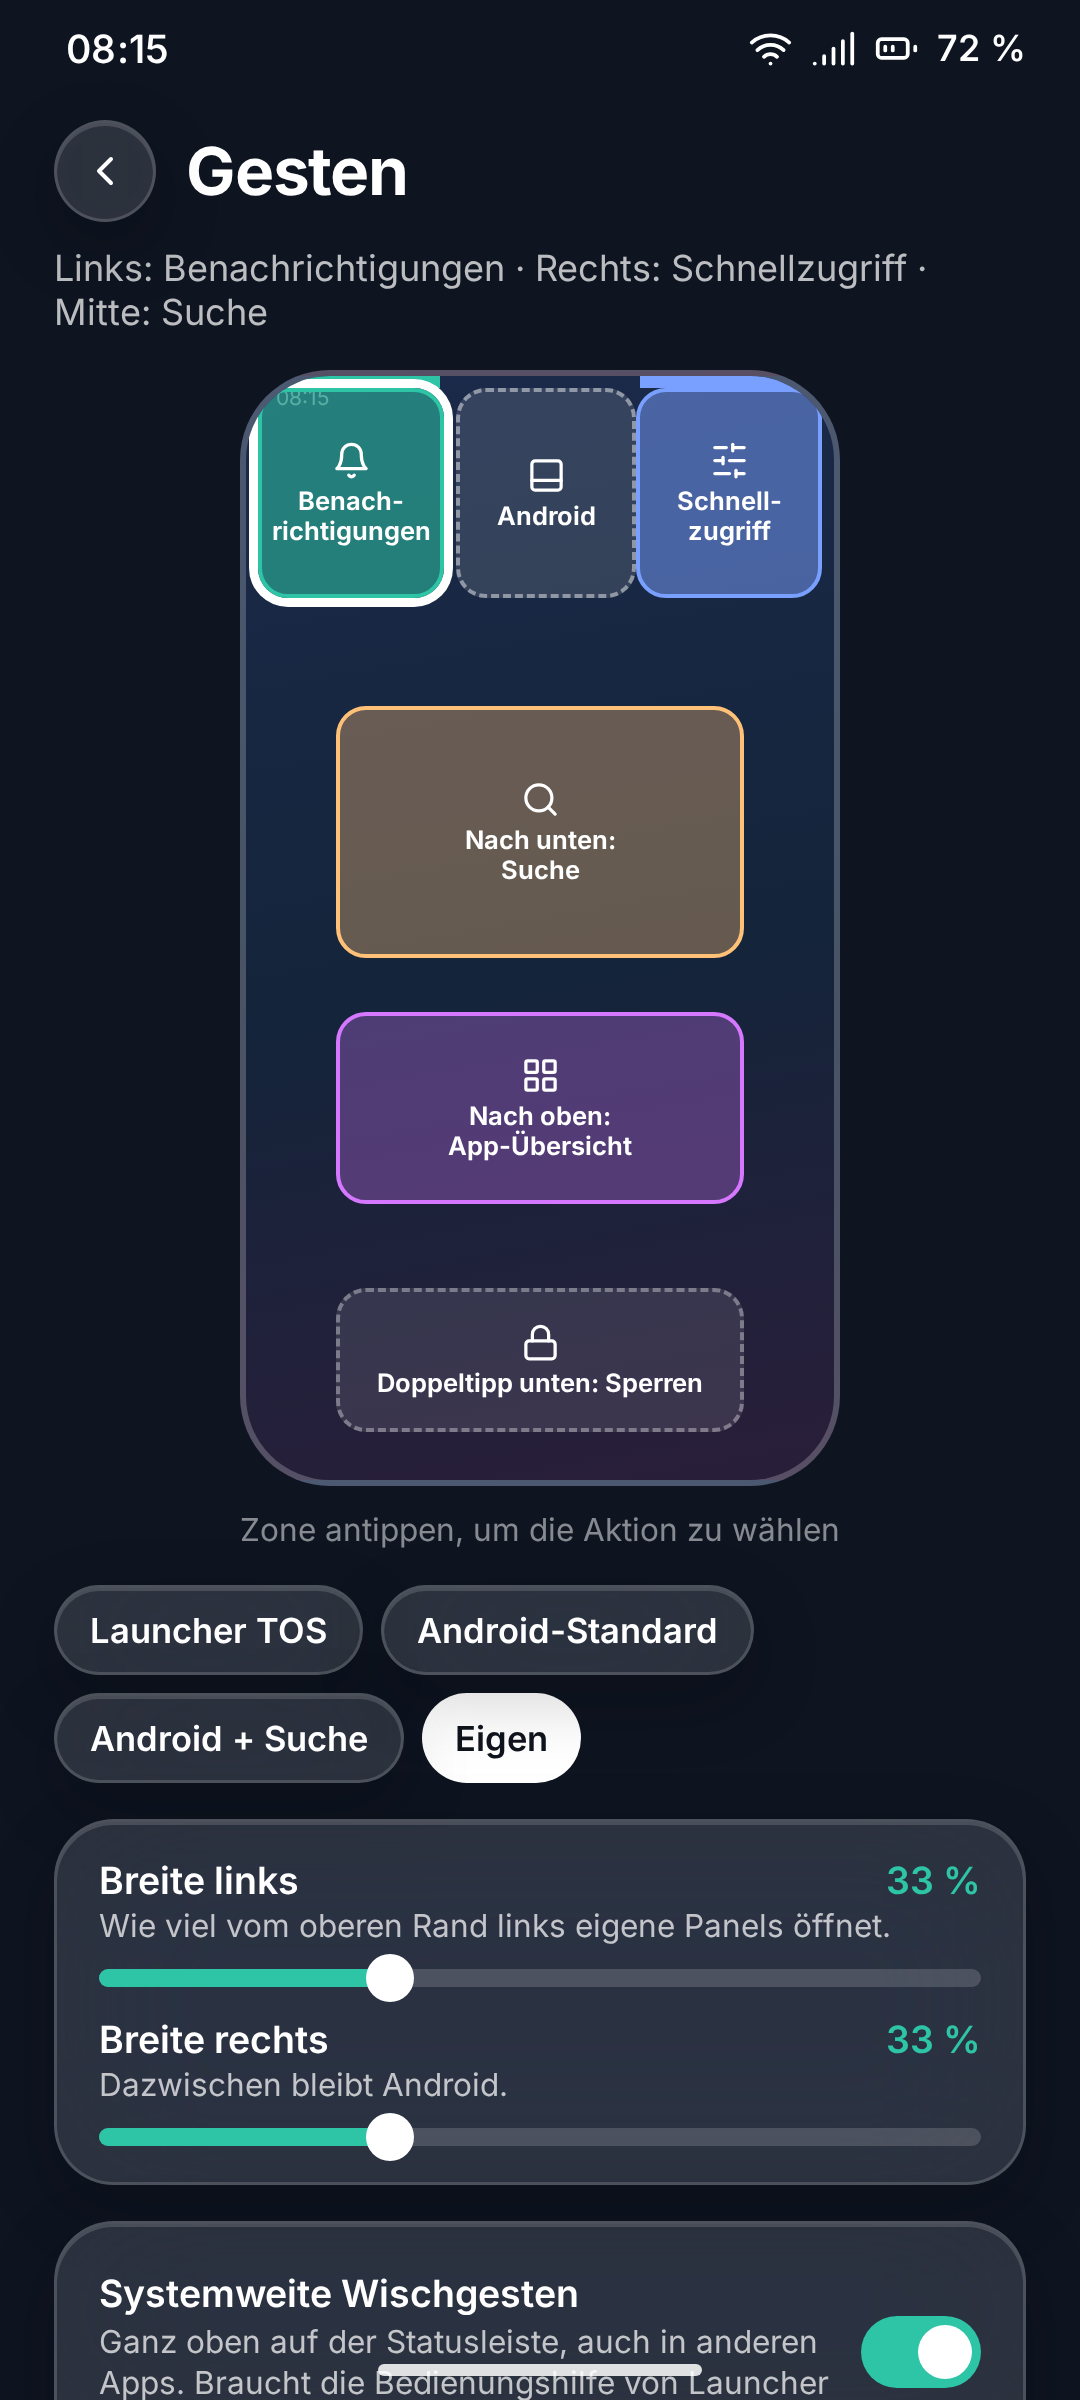 08:15
72 %
Gesten
Links: Benachrichtigungen · Rechts: Schnellzugriff ·
Mitte: Suche
08:15
Benach-
richtigungen
Android
Schnell-
zugriff
Nach unten:
Suche
Nach oben:
App-Übersicht
Doppeltipp unten: Sperren
Zone antippen, um die Aktion zu wählen
Launcher TOS
Android-Standard
Android + Suche
Eigen
Breite links
33 %
Wie viel vom oberen Rand links eigene Panels öffnet.
Breite rechts
33 %
Dazwischen bleibt Android.
Systemweite Wischgesten
Ganz oben auf der Statusleiste, auch in anderen
Apps. Braucht die Bedienungshilfe von Launcher